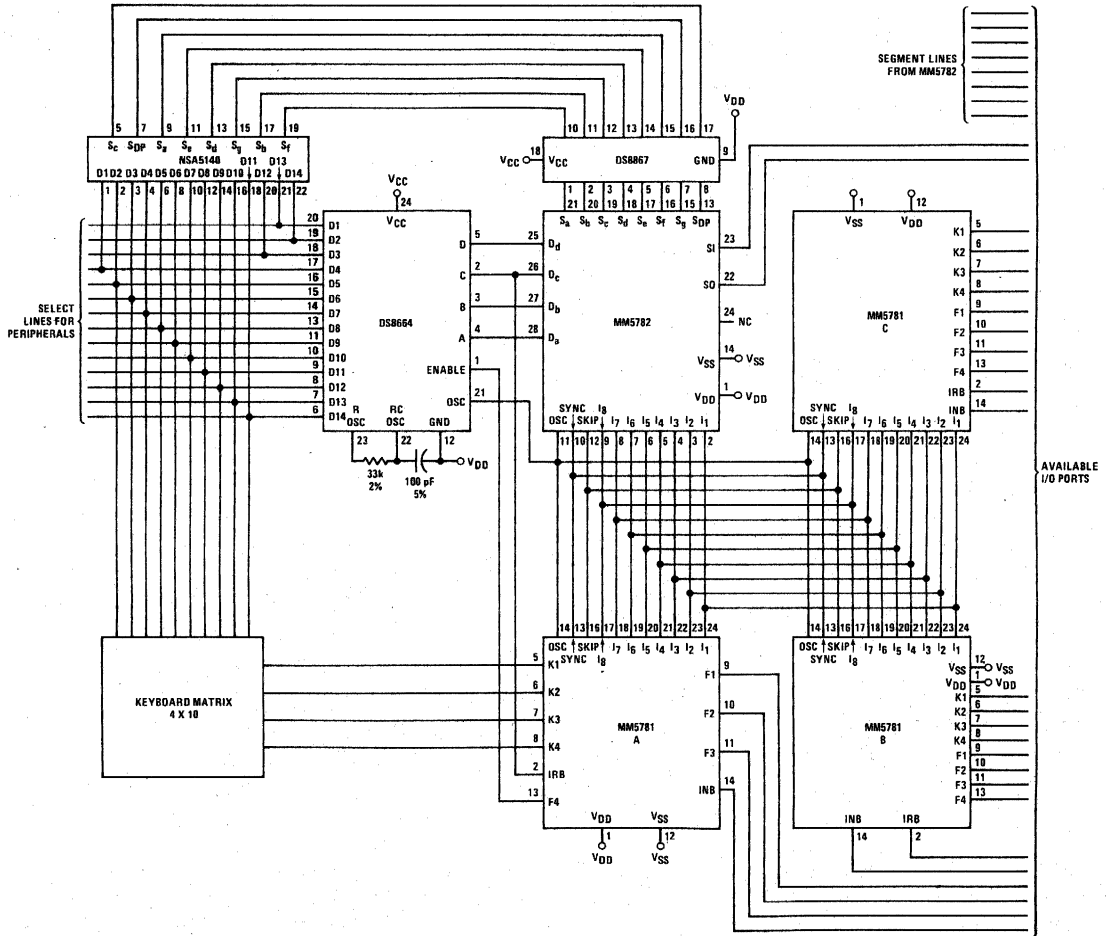 SEGMENT LINES
FROM MM5782
VDD
5 7 9 11 13 15 17 19
Sc SDP Sa Se Sd Sg Sb Sf
NSA5140
D11 D13
D1 D2 D3 D4 D5 D6 D7 D8 D9 D10 D12 D14
1 2 3 4 6 8 10 12 14 16 18 20 21 22
10 11 12 13 14 15 16 17
18
VCC
VCC
DS8867
GND
9
1 2 3 4 5 6 7 8
21 20 19 18 17 16 15 13
Sa Sb Sc Sd Se Sf Sg SDP
SELECT
LINES FOR
PERIPHERALS
VCC
24
VCC
20 D1
19 D2
18 D3
17 D4
16 D5
15 D6
14 D7
13 D8
11 D9
10 D10
9 D11
8 D12
7 D13
6 D14
DS8664
D 5
C 2
B 3
A 4
ENABLE 1
OSC 21
R
OSC
RC
OSC
GND
23 22 12
33k
2%
100 pF
5%
VDD
25 Dd
26 Dc
27 Db
28 Da
MM5782
SI 23
SO 22
24 NC
VSS 14 VSS
VDD 1 VDD
SYNC I8
OSC SKIP I7 I6 I5 I4 I3 I2 I1
11 10 12 9 8 7 6 5 4 3 2
VSS
1
VDD
12
MM5781
C
K1 5
K2 6
K3 7
K4 8
F1 9
F2 10
F3 11
F4 13
IRB 2
INB 14
SYNC I8
OSC SKIP I7 I6 I5 I4 I3 I2 I1
14 13 16 17 18 19 20 21 22 23 24
AVAILABLE
I/O PORTS
KEYBOARD MATRIX
4 X 10
14 13 16 17 18 19 20 21 22 23 24
OSC SKIP I7 I6 I5 I4 I3 I2 I1
SYNC I8
5 K1
6 K2
7 K3
8 K4
2 IRB
13 F4
MM5781
A
F1 9
F2 10
F3 11
INB 14
VDD
1
VDD
VSS
12
VSS
14 13 16 17 18 19 20 21 22 23 24
OSC SKIP I7 I6 I5 I4 I3 I2 I1
SYNC I8
VSS 12 VSS
VDD 1 VDD
MM5781
B
K1 5
K2 6
K3 7
K4 8
F1 9
F2 10
F3 11
F4 13
INB IRB
14 2